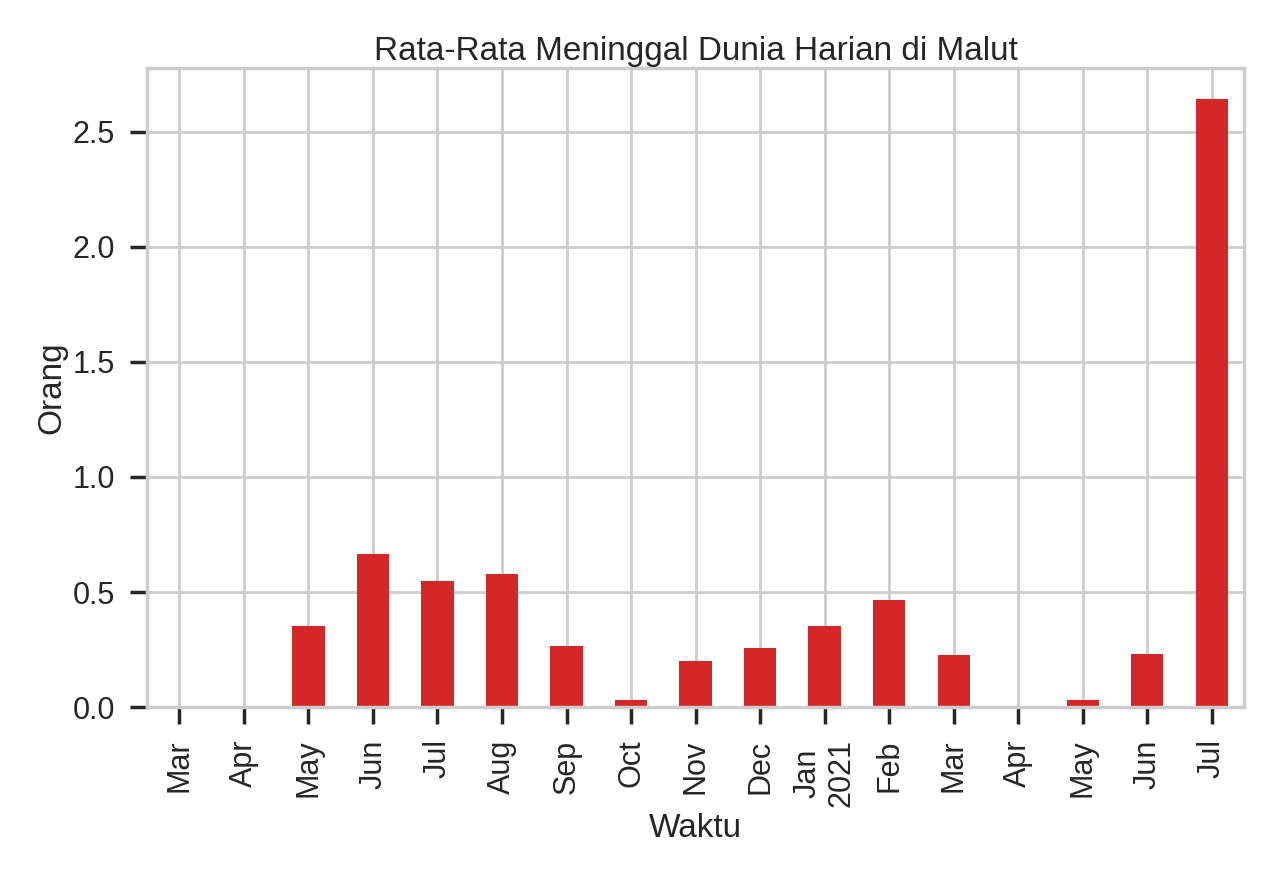 Rata-Rata Meninggal Dunia Harian di Malut
Orang
2.5
2.0
1.5
1.0
0.5
0.0
Mar
Apr
May
Jun
Jul
Aug
Sep
Oct
Nov
Dec
Jan
2021
Feb
Mar
Apr
May
Jun
Jul
Waktu